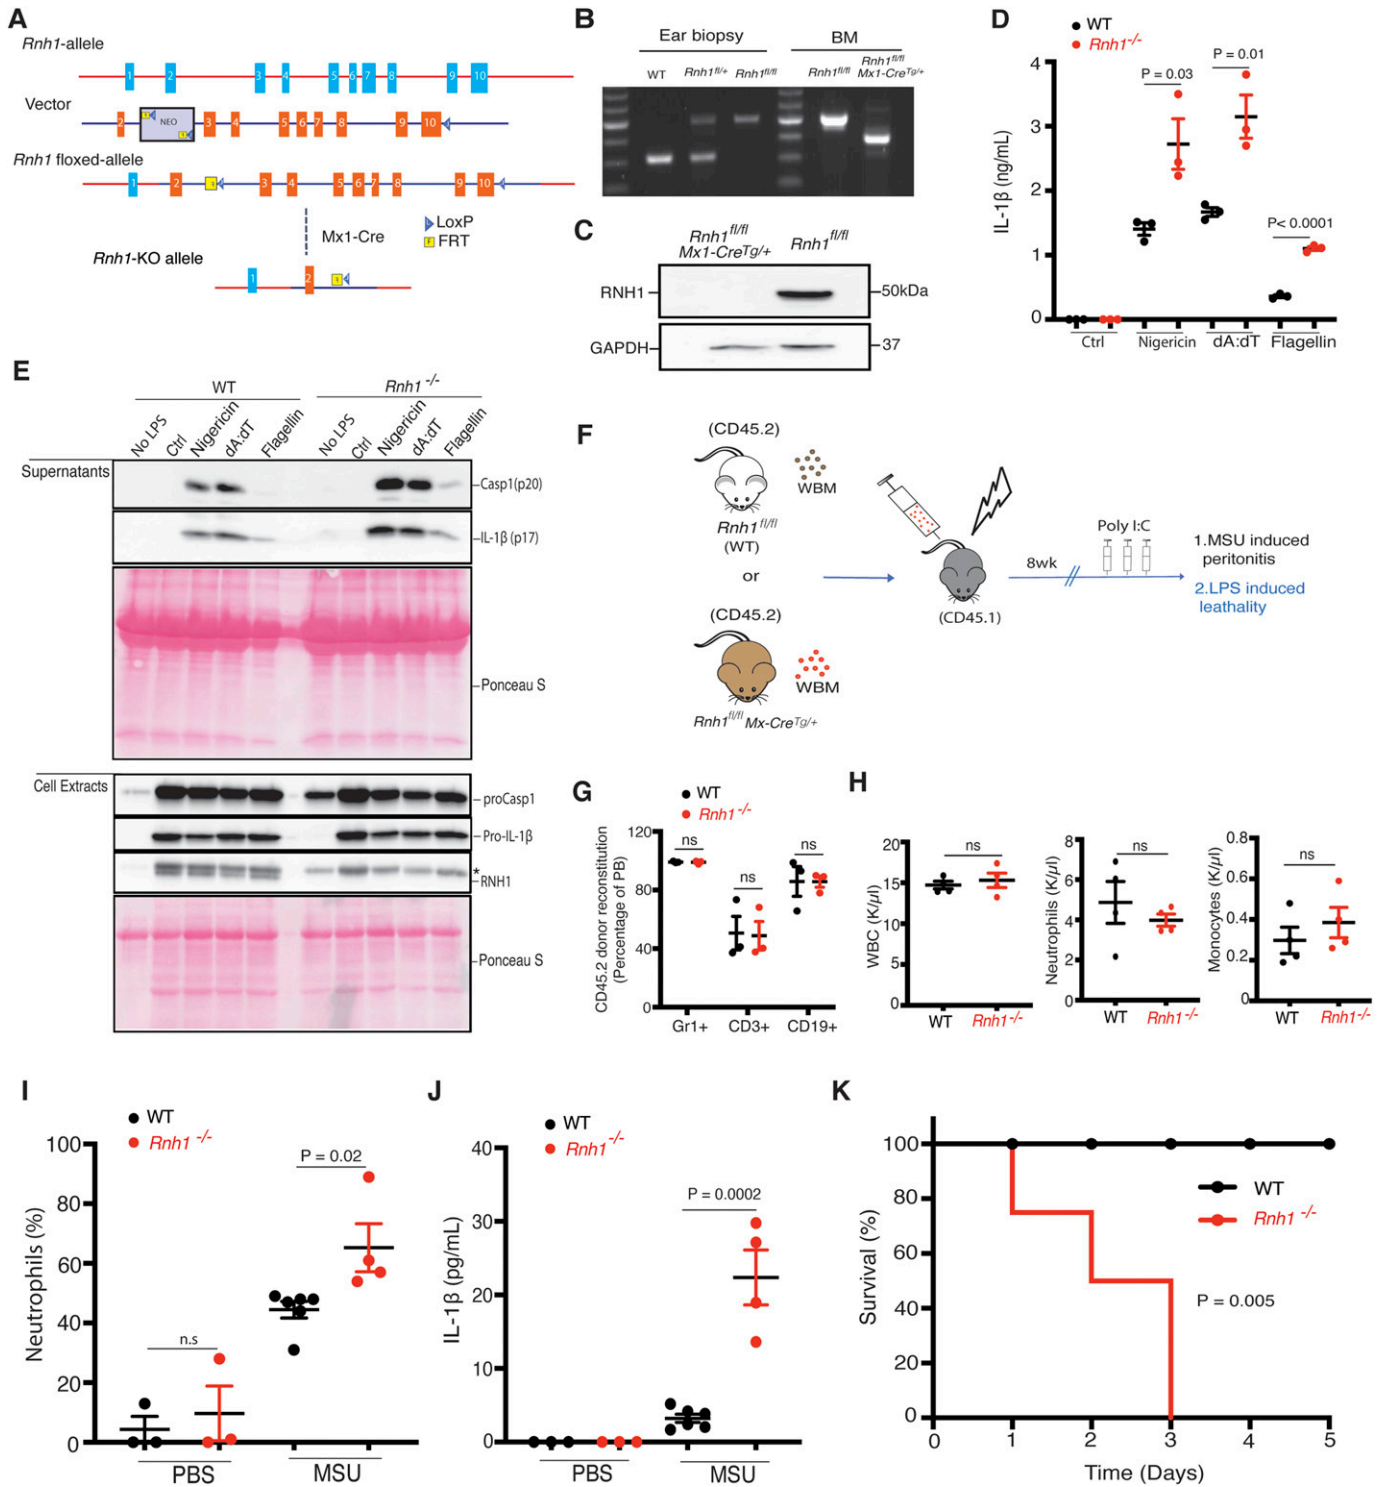 A
Rnh1-allele
1 2 3 4 5 6 7 8 9 10
Vector
2 NEO 3 4 5 6 7 8 9 10
Rnh1 floxed-allele
1 2 3 4 5 6 7 8 9 10
Mx1-Cre
LoxP
F FRT
Rnh1-KO allele
1 2
B
Ear biopsy BM
WT Rnh1fl/+ Rnh1fl/fl Rnh1fl/fl Rnh1fl/fl
Mx1-CreTg/+
C
Rnh1fl/fl
Mx1-CreTg/+ Rnh1fl/fl
RNH1 50kDa
GAPDH 37
D
WT
Rnh1-/-
P = 0.03 P = 0.01
P< 0.0001
IL-1β (ng/mL)
4
3
2
1
0
Ctrl Nigericin dA:dT Flagellin
E
WT Rnh1 -/-
No LPS Ctrl Nigericin dA:dT Flagellin No LPS Ctrl Nigericin dA:dT Flagellin
Supernatants
Casp1(p20)
IL-1β (p17)
Ponceau S
Cell Extracts
proCasp1
Pro-IL-1β
*
RNH1
Ponceau S
F
(CD45.2)
WBM
Rnh1fl/fl
(WT)
or
(CD45.2)
WBM
Rnh1fl/fl Mx-CreTg/+
(CD45.1)
8wk
Poly I:C
1.MSU induced
peritonitis
2.LPS induced
leathality
G
WT
Rnh1-/-
CD45.2 donor reconstitution
(Percentage of PB)
120
80
40
0
ns ns ns
Gr1+ CD3+ CD19+
H
WBC (K/µl)
20
15
10
5
0
ns
WT Rnh1-/-
Neutrophils (K/µl)
8
6
4
2
0
ns
WT Rnh1-/-
Monocytes (K/µl)
0.8
0.6
0.4
0.2
0
ns
WT Rnh1-/-
I
WT
Rnh1 -/-
Neutrophils (%)
100
80
60
40
20
0
n.s
P = 0.02
PBS MSU
J
WT
Rnh1 -/-
IL-1β (pg/mL)
40
30
20
10
0
P = 0.0002
PBS MSU
K
Survival (%)
100
80
60
40
20
0
WT
Rnh1 -/-
P = 0.005
0 1 2 3 4 5
Time (Days)